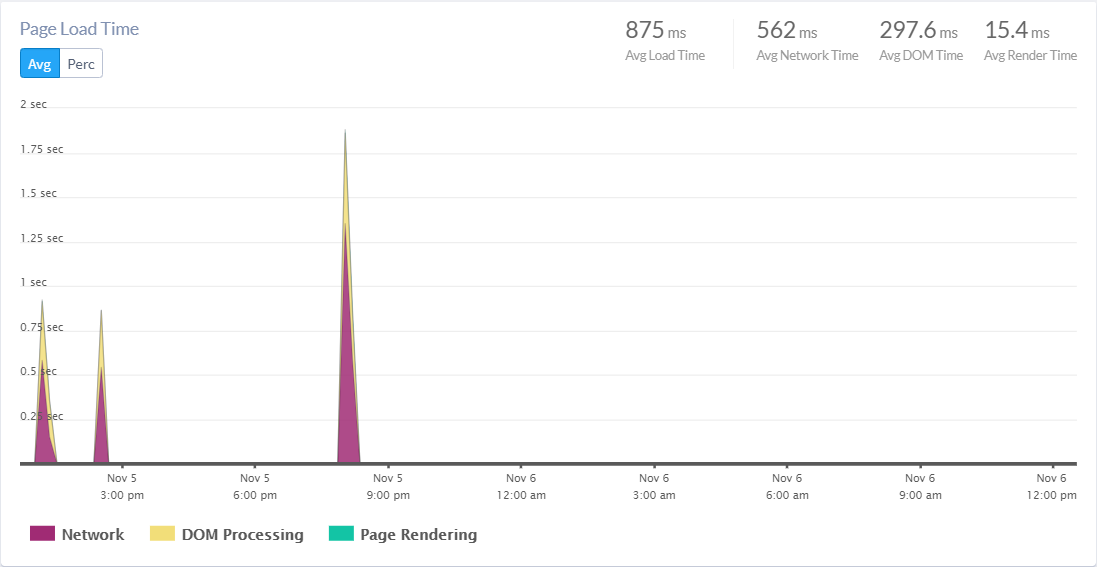 Page Load Time
875 ms
Avg Load Time
562 ms
Avg Network Time
297.6 ms
Avg DOM Time
15.4 ms
Avg Render Time
Avg Perc
2 sec
1.75 sec
1.5 sec
1.25 sec
1 sec
0.75 sec
0.5 sec
0.25 sec
Nov 5
3:00 pm
Nov 5
6:00 pm
Nov 5
9:00 pm
Nov 6
12:00 am
Nov 6
3:00 am
Nov 6
6:00 am
Nov 6
9:00 am
Nov 6
12:00 pm
Network DOM Processing Page Rendering